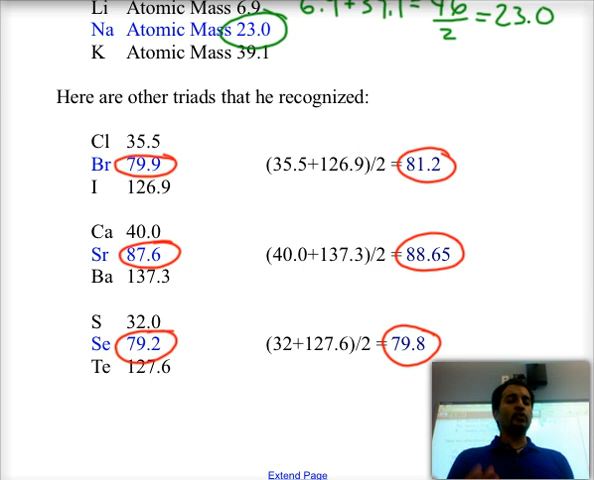 Li Atomic Mass 6.9
6.9+39.1= 46/2 =23.0
Na Atomic Mass 23.0
K Atomic Mass 39.1
Here are other triads that he recognized:
Cl 35.5
Br 79.9 (35.5+126.9)/2 = 81.2
I 126.9
Ca 40.0
Sr 87.6 (40.0+137.3)/2 = 88.65
Ba 137.3
S 32.0
Se 79.2 (32+127.6)/2 = 79.8
Te 127.6
Extend Page